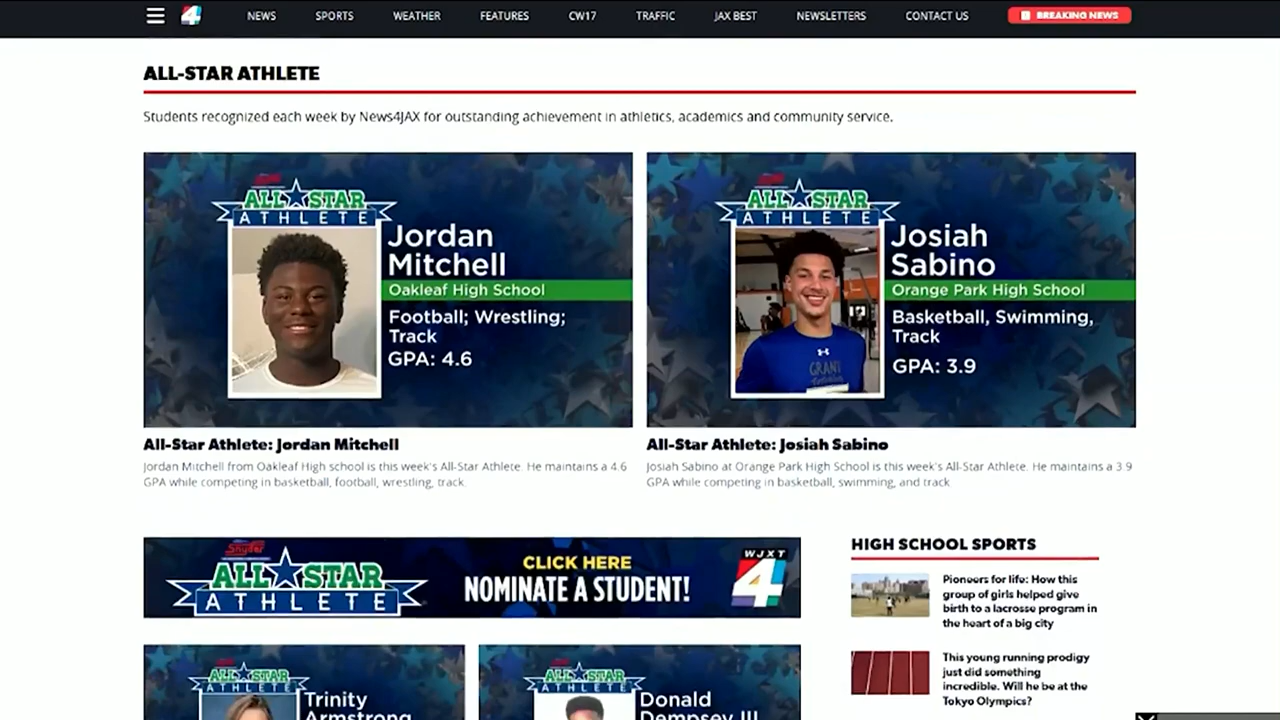 4
NEWS
SPORTS
WEATHER
FEATURES
CW17
TRAFFIC
JAX BEST
NEWSLETTERS
CONTACT US
BREAKING NEWS
ALL-STAR ATHLETE
Students recognized each week by News4JAX for outstanding achievement in athletics, academics and community service.
ALL STAR
ATHLETE
Jordan
Mitchell
Oakleaf High School
Football; Wrestling;
Track
GPA: 4.6
ALL STAR
ATHLETE
Josiah
Sabino
Orange Park High School
Basketball, Swimming,
Track
GPA: 3.9
GRANT
All-Star Athlete: Jordan Mitchell
Jordan Mitchell from Oakleaf High school is this week's All-Star Athlete. He maintains a 4.6
GPA while competing in basketball, football, wrestling, track.
All-Star Athlete: Josiah Sabino
Josiah Sabino at Orange Park High School is this week's All-Star Athlete. He maintains a 3.9
GPA while competing in basketball, swimming, and track
Snyder
ALL STAR
ATHLETE
CLICK HERE
NOMINATE A STUDENT!
WJXT
4
HIGH SCHOOL SPORTS
Pioneers for life: How this
group of girls helped give
birth to a lacrosse program in
the heart of a big city
This young running prodigy
just did something
incredible. Will he be at the
Tokyo Olympics?
ALL STAR
ATHLETE
Trinity
Armstrong
ALL STAR
ATHLETE
Donald
Dempsey III